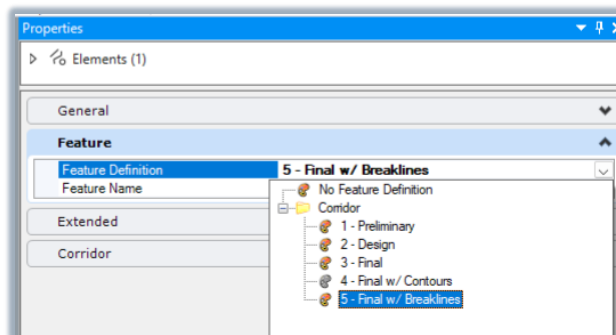 Properties
Elements (1)
General
Feature
Feature Definition 5 - Final w/ Breaklines
Feature Name
No Feature Definition
Corridor
1 - Preliminary
2 - Design
3 - Final
4 - Final w/ Contours
5 - Final w/ Breaklines
Extended
Corridor